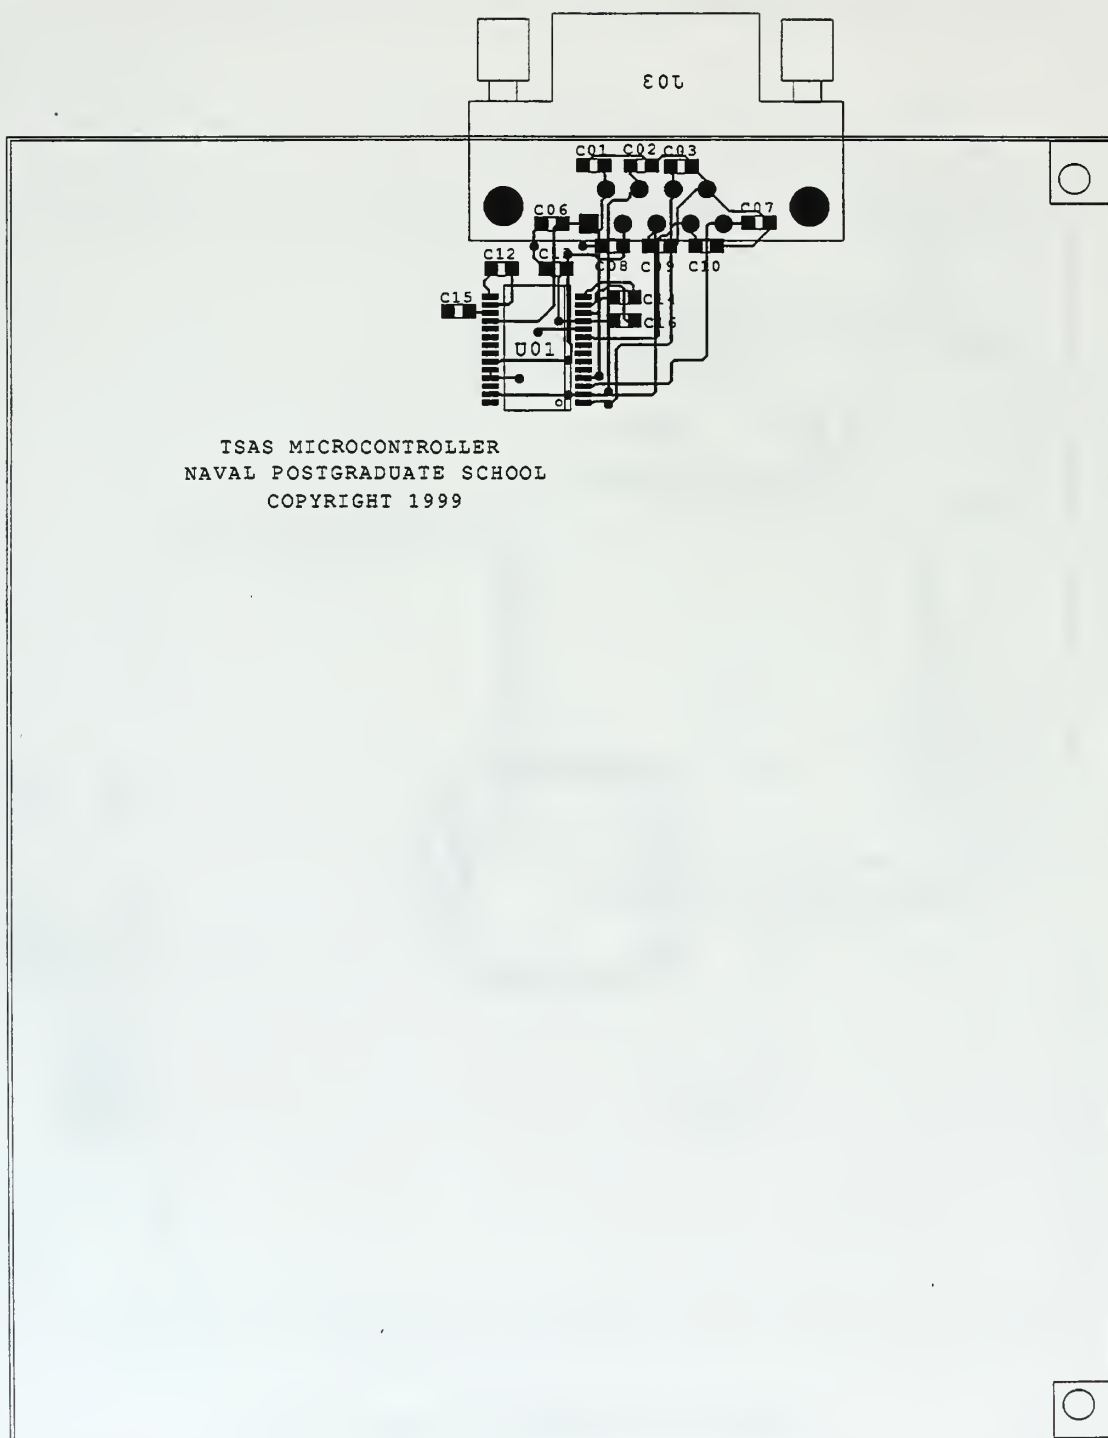 J03
C01 C02 C03
C06 C07
C08 C09 C10
C12 C13
C15 C14
C16
U01
TSAS MICROCONTROLLER
NAVAL POSTGRADUATE SCHOOL
COPYRIGHT 1999